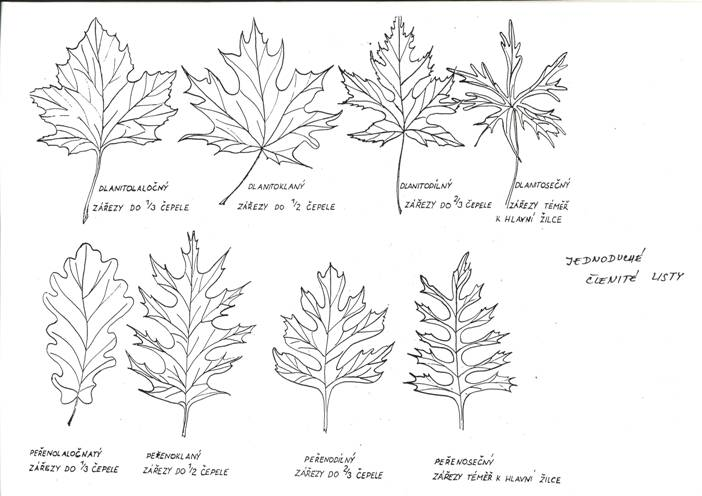 DLANITOLALOČNÝ
ZÁŘEZY DO 1/3 ČEPELE
DLANITOKLANÝ
ZÁŘEZY DO 1/2 ČEPELE
DLANITODÍLNÝ
ZÁŘEZY DO 2/3 ČEPELE
DLANITOSEČNÝ
ZÁŘEZY TÉMĚŘ
K HLAVNÍ ŽILCE
JEDNODUCHÉ
ČLENITÉ LISTY
PEŘENOLALOČNATÝ
ZÁŘEZY DO 1/3 ČEPELE
PEŘENOKLANÝ
ZÁŘEZY DO 1/2 ČEPELE
PEŘENODÍLNÝ
ZÁŘEZY DO 2/3 ČEPELE
PEŘENOSEČNÝ
ZÁŘEZY TÉMĚŘ K HLAVNÍ ŽILCE